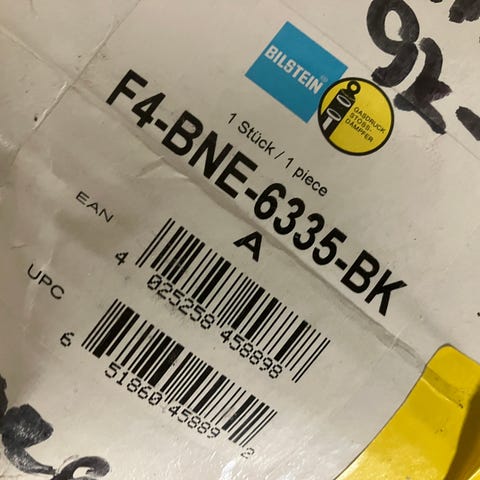 92-
BILSTEIN®
GASDRUCK
STOSS-
DÄMPFER
1 Stück / 1 piece
F4-BNE-6335-BK
A
EAN
4 025258 458898
UPC
6 51860 45889 2